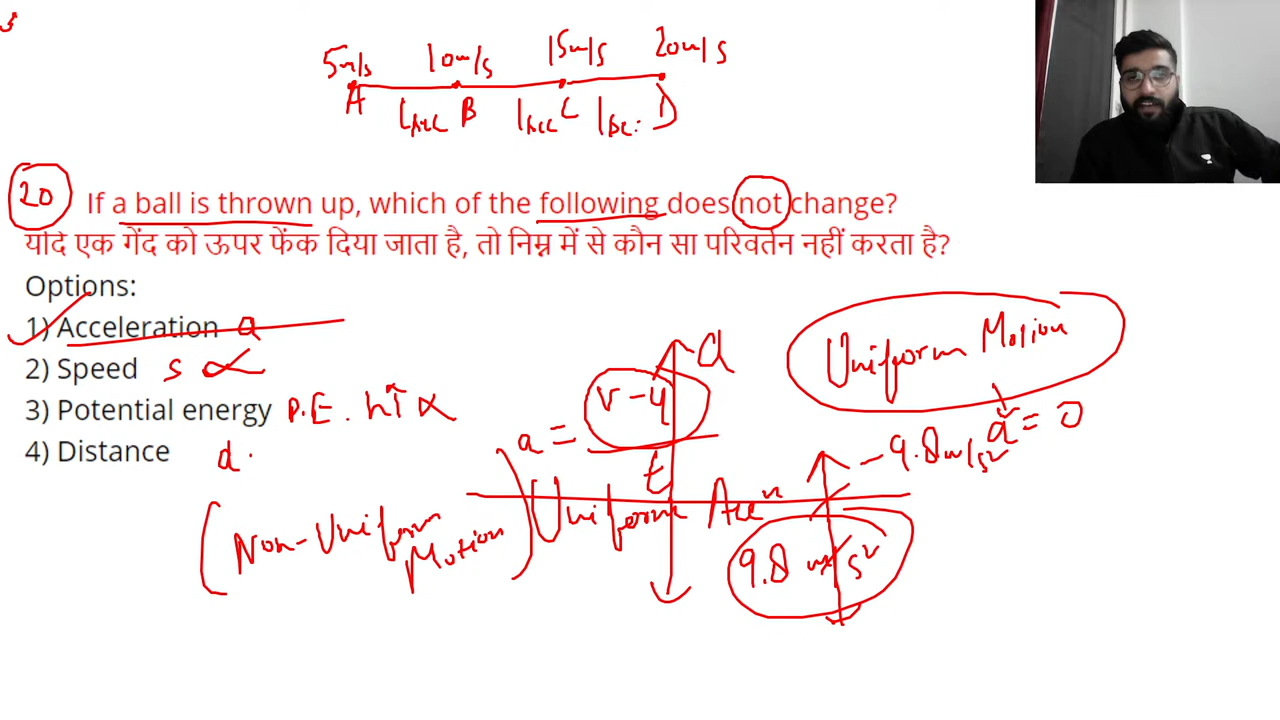 5m/s 10m/s 15m/s 20m/s
A B C D
1sec 1sec 1sec.
20 If a ball is thrown up, which of the following does not change?
यदि एक गेंद को ऊपर फेंक दिया जाता है, तो निम्न में से कौन सा परिवर्तन नहीं करता है?
Options:
1) Acceleration a
2) Speed s ∝
3) Potential energy P.E. h↑ ∝
4) Distance d.
d
a = v-u
t
Uniform Motion
a = 0
-9.8 m/s²
Uniform Accⁿ
(Non-Uniform Motion)
9.8 m/s²